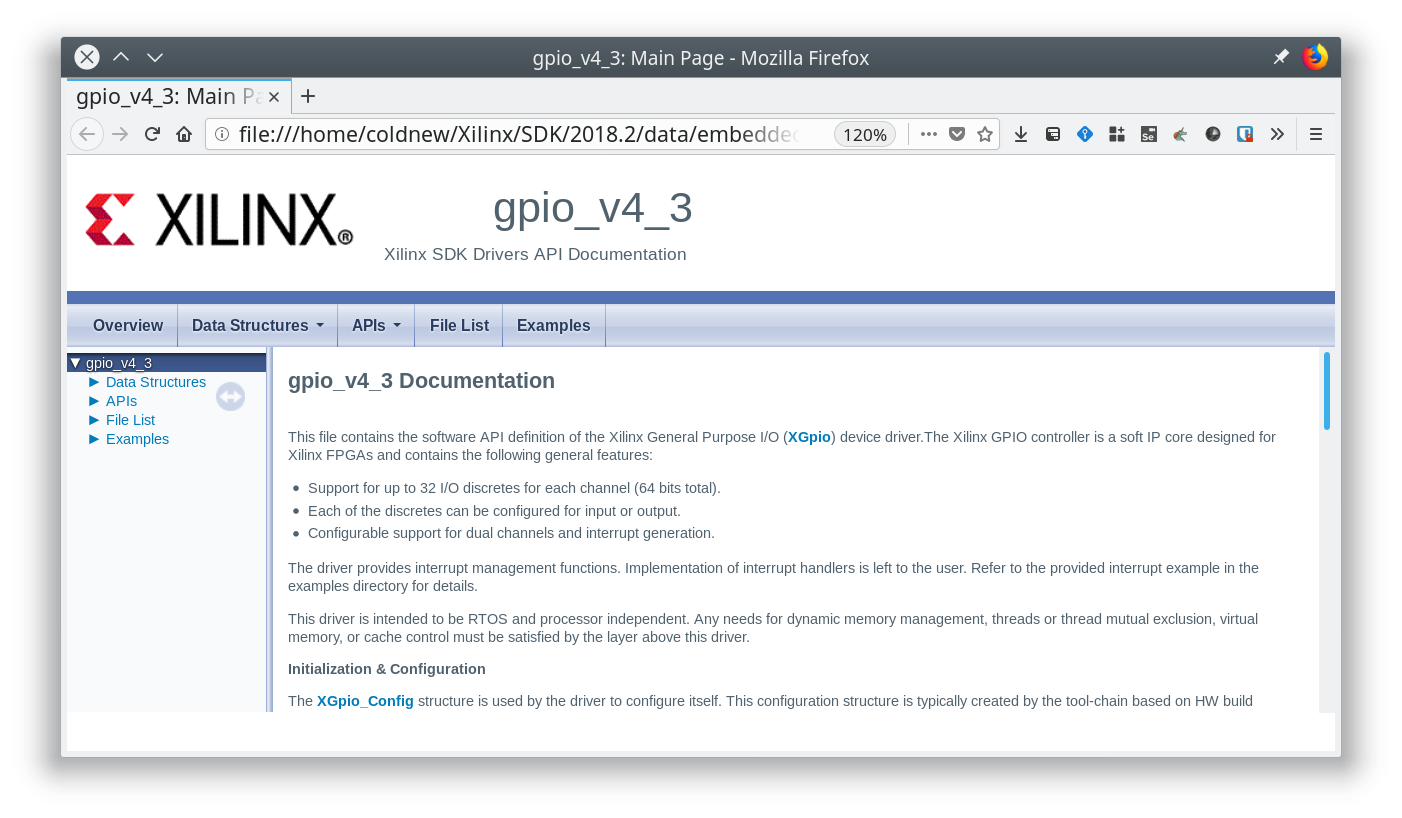 gpio_v4_3: Main Page - Mozilla Firefox
gpio_v4_3: Main
file:///home/coldnew/Xilinx/SDK/2018.2/data/embedded
120%
Se
XILINX®
gpio_v4_3
Xilinx SDK Drivers API Documentation
Overview
Data Structures
APIs
File List
Examples
gpio_v4_3
Data Structures
APIs
File List
Examples
gpio_v4_3 Documentation
This file contains the software API definition of the Xilinx General Purpose I/O (XGpio) device driver.The Xilinx GPIO controller is a soft IP core designed for
Xilinx FPGAs and contains the following general features:
• Support for up to 32 I/O discretes for each channel (64 bits total).
• Each of the discretes can be configured for input or output.
• Configurable support for dual channels and interrupt generation.
The driver provides interrupt management functions. Implementation of interrupt handlers is left to the user. Refer to the provided interrupt example in the
examples directory for details.
This driver is intended to be RTOS and processor independent. Any needs for dynamic memory management, threads or thread mutual exclusion, virtual
memory, or cache control must be satisfied by the layer above this driver.
Initialization & Configuration
The XGpio_Config structure is used by the driver to configure itself. This configuration structure is typically created by the tool-chain based on HW build